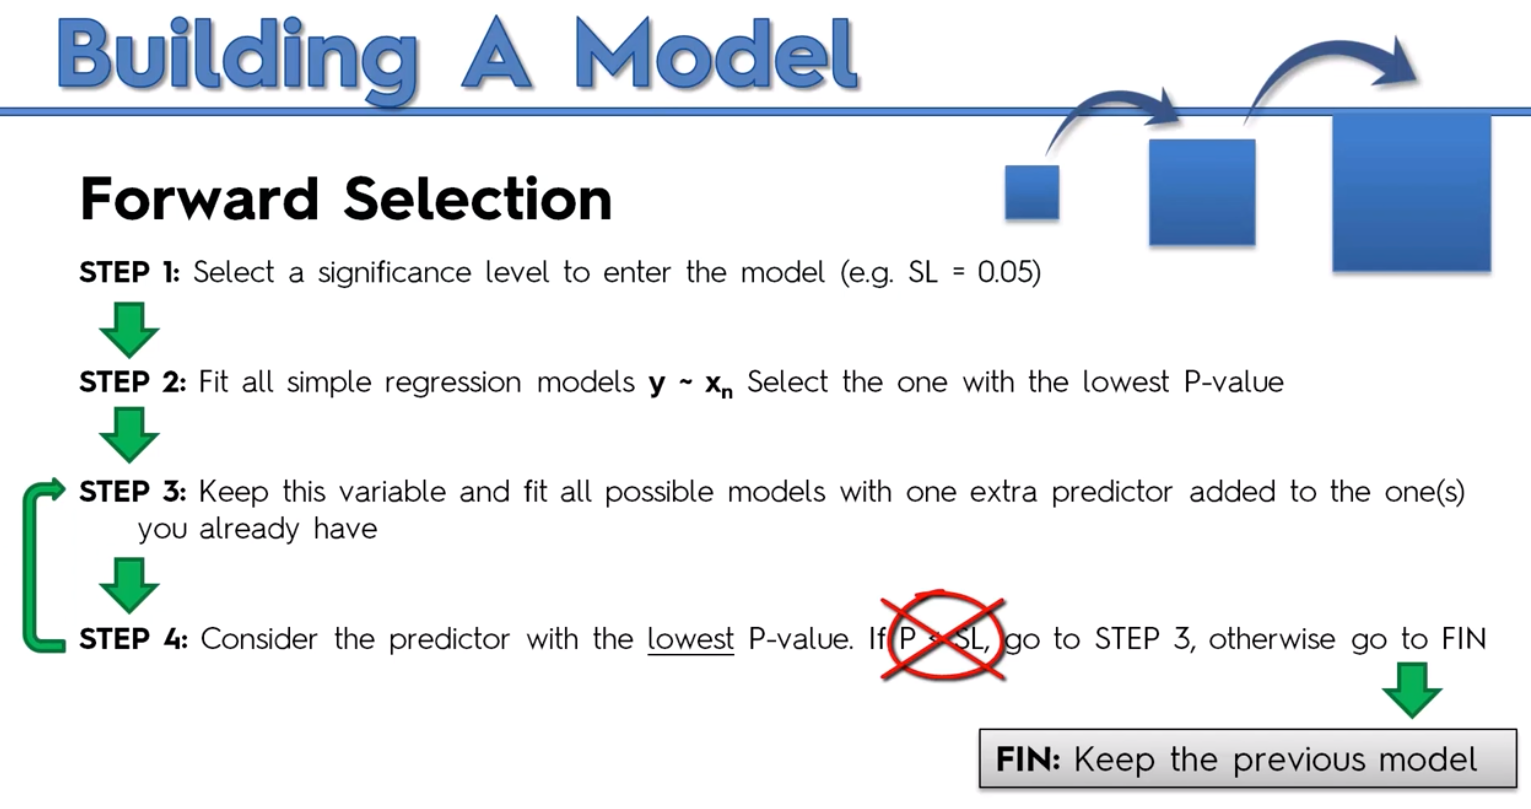 Building A Model
Forward Selection
STEP 1: Select a significance level to enter the model (e.g. SL = 0.05)
STEP 2: Fit all simple regression models y ~ xn Select the one with the lowest P-value
STEP 3: Keep this variable and fit all possible models with one extra predictor added to the one(s)
you already have
STEP 4: Consider the predictor with the lowest P-value. If P < SL, go to STEP 3, otherwise go to FIN
FIN: Keep the previous model